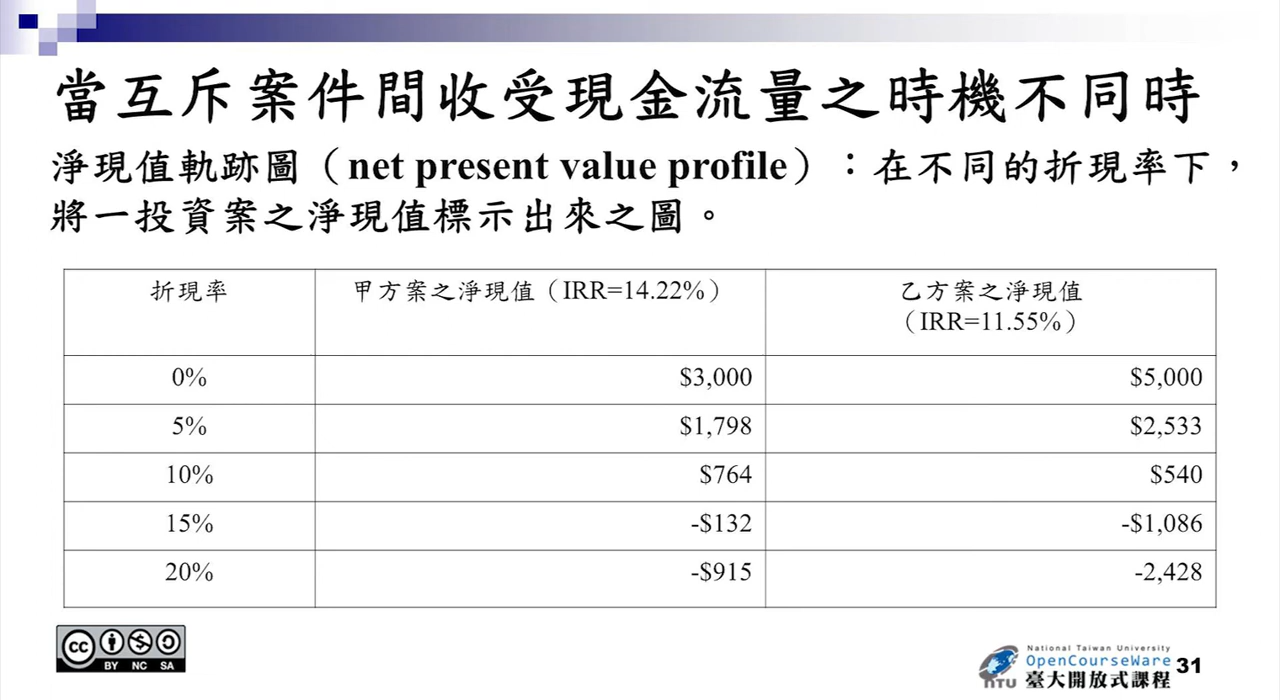 當互斥案件間收受現金流量之時機不同時
淨現值軌跡圖（net present value profile）：在不同的折現率下，
將一投資案之淨現值標示出來之圖。
折現率 甲方案之淨現值（IRR=14.22%） 乙方案之淨現值
（IRR=11.55%）
0% $3,000 $5,000
5% $1,798 $2,533
10% $764 $540
15% -$132 -$1,086
20% -$915 -2,428
cc BY NC SA
National Taiwan University
OpenCourseWare
NTU 臺大開放式課程 31